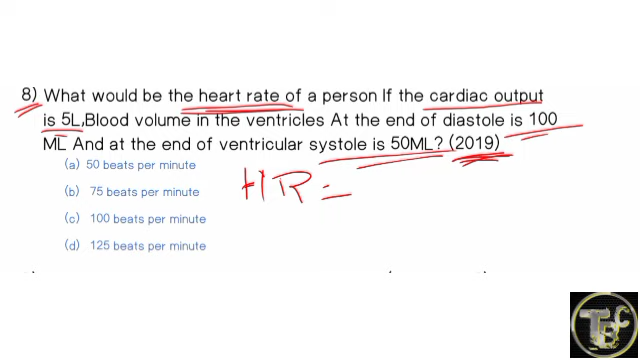 8) What would be the heart rate of a person If the cardiac output
is 5L,Blood volume in the ventricles At the end of diastole is 100
ML And at the end of ventricular systole is 50ML? (2019)
(a) 50 beats per minute
HR=
(b) 75 beats per minute
(c) 100 beats per minute
(d) 125 beats per minute